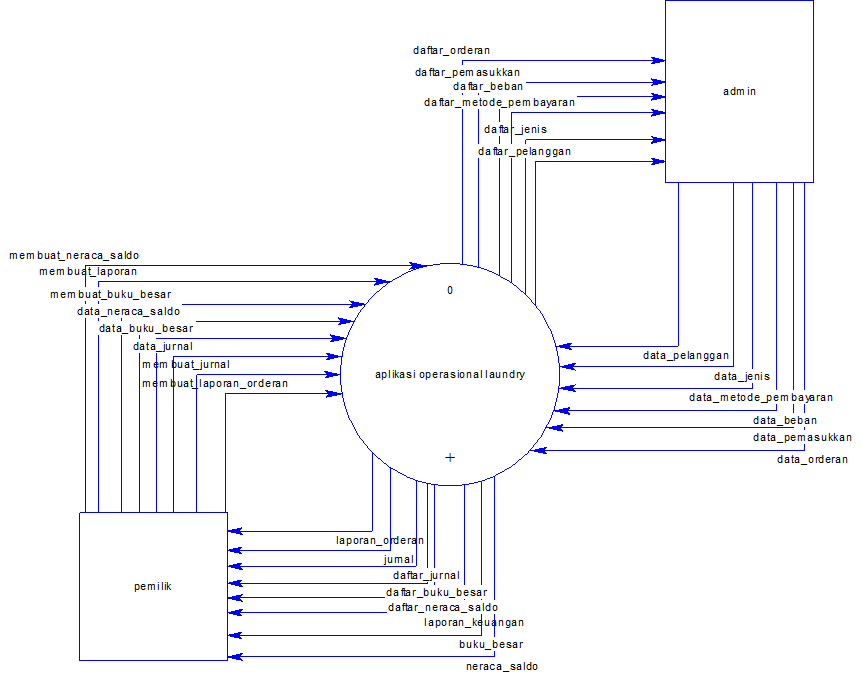 daftar_orderan
daftar_pemasukkan
daftar_beban
daftar_metode_pembayaran
daftar_jenis
daftar_pelanggan
admin
membuat_neraca_saldo
membuat_laporan
membuat_buku_besar
data_neraca_saldo
data_buku_besar
data_jurnal
membuat_jurnal
membuat_laporan_orderan
0
aplikasi operasional laundry
+
data_pelanggan
data_jenis
data_metode_pembayaran
data_beban
data_pemasukkan
data_orderan
pemilik
laporan_orderan
jurnal
daftar_jurnal
daftar_buku_besar
daftar_neraca_saldo
laporan_keuangan
buku_besar
neraca_saldo